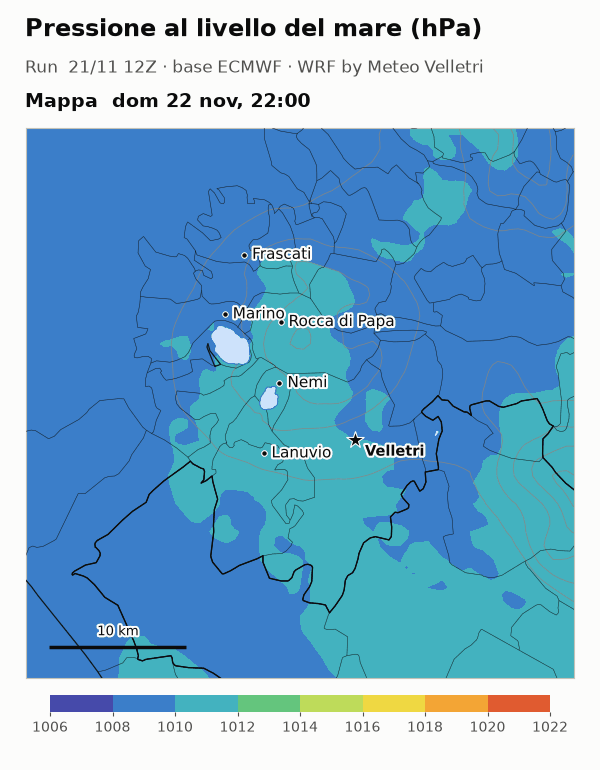 Pressione al livello del mare (hPa)
Run  21/11 12Z · base ECMWF · WRF by Meteo Velletri
Mappa  dom 22 nov, 22:00
Frascati
Marino
Rocca di Papa
Nemi
Lanuvio
Velletri
10 km
1006 1008 1010 1012 1014 1016 1018 1020 1022